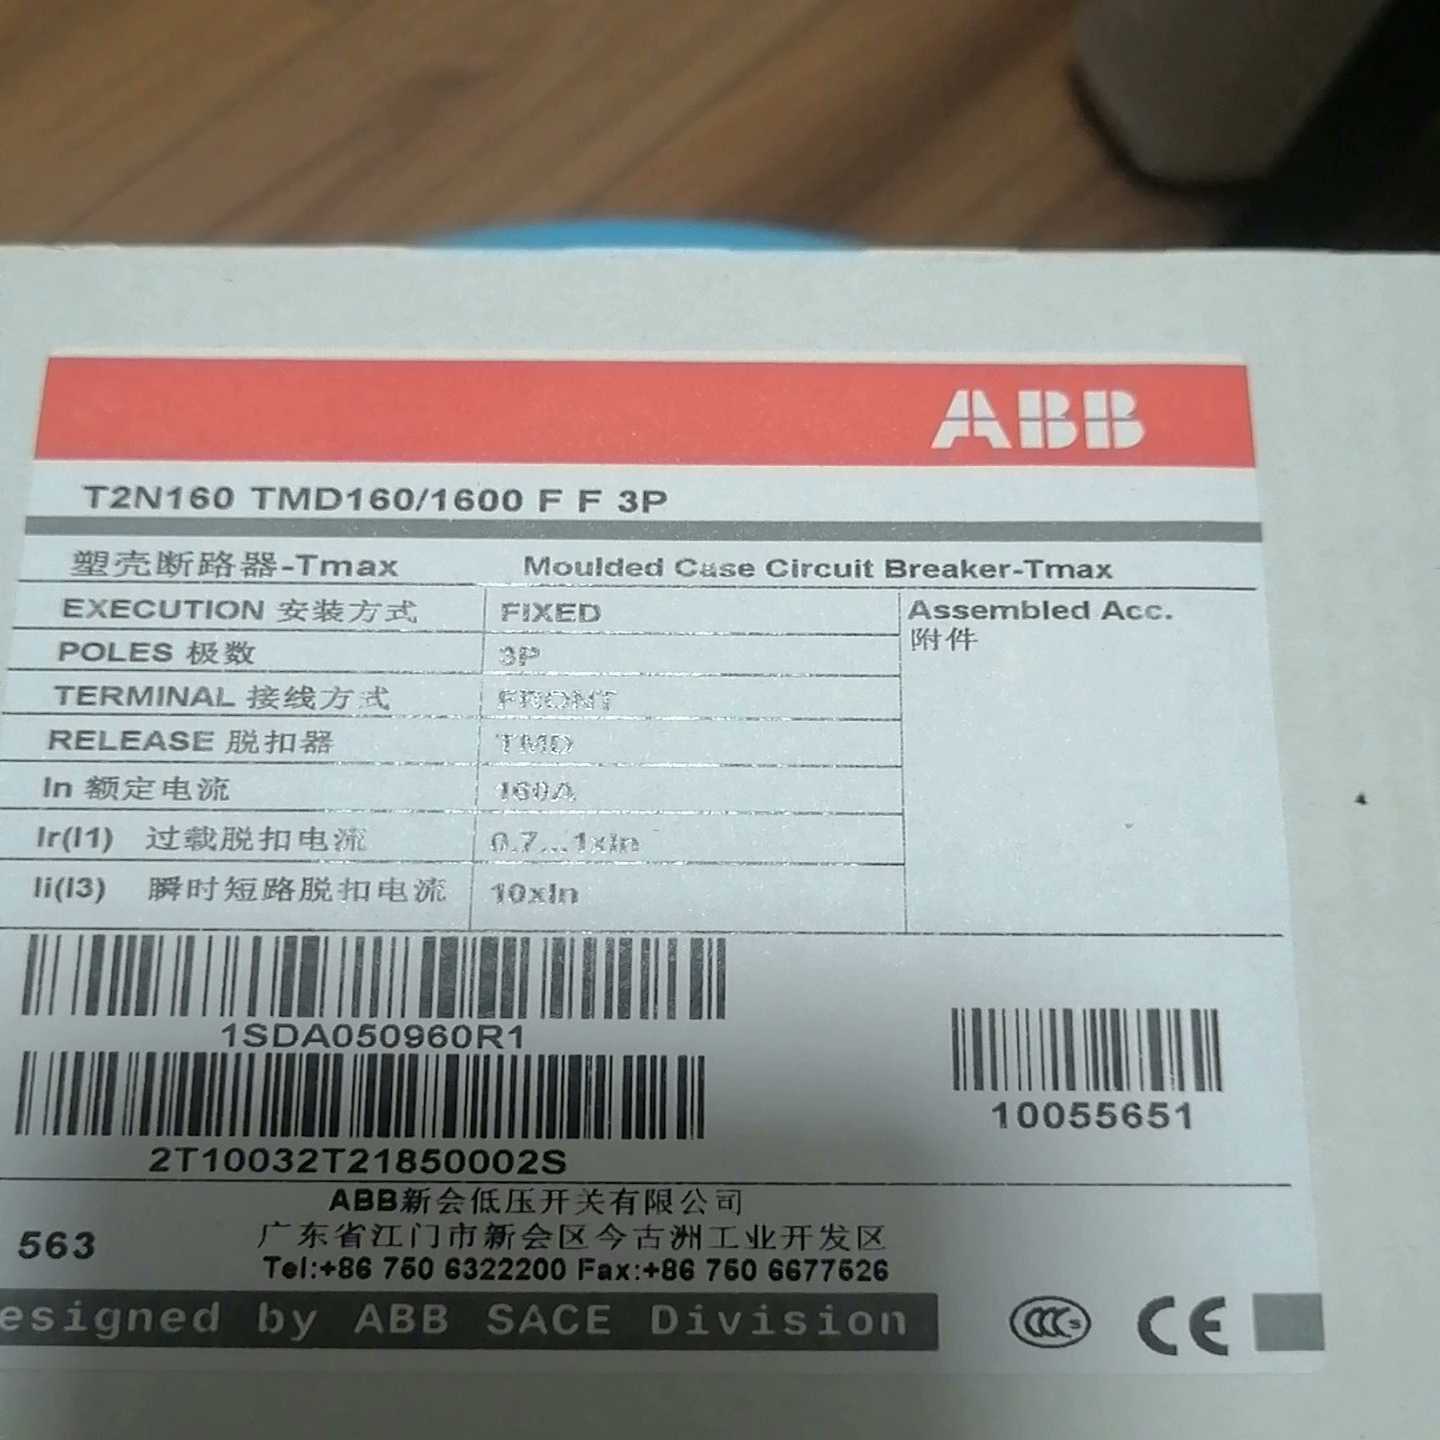 ABB
T2N160 TMD160/1600 F F 3P
塑壳断路器-Tmax Moulded Case Circuit Breaker-Tmax
EXECUTION 安装方式 FIXED Assembled Acc.
附件
POLES 极数 3P
TERMINAL 接线方式 FRONT
RELEASE 脱扣器 TMD
In 额定电流 160A
Ir(I1) 过载脱扣电流 0.7...1xIn
Ii(I3) 瞬时短路脱扣电流 10xIn
1SDA050960R1
10055651
2T10032T21850002S
ABB新会低压开关有限公司
563 广东省江门市新会区今古洲工业开发区
Tel:+86 750 6322200 Fax:+86 750 6677526
esigned by ABB SACE Division
CCC S CE